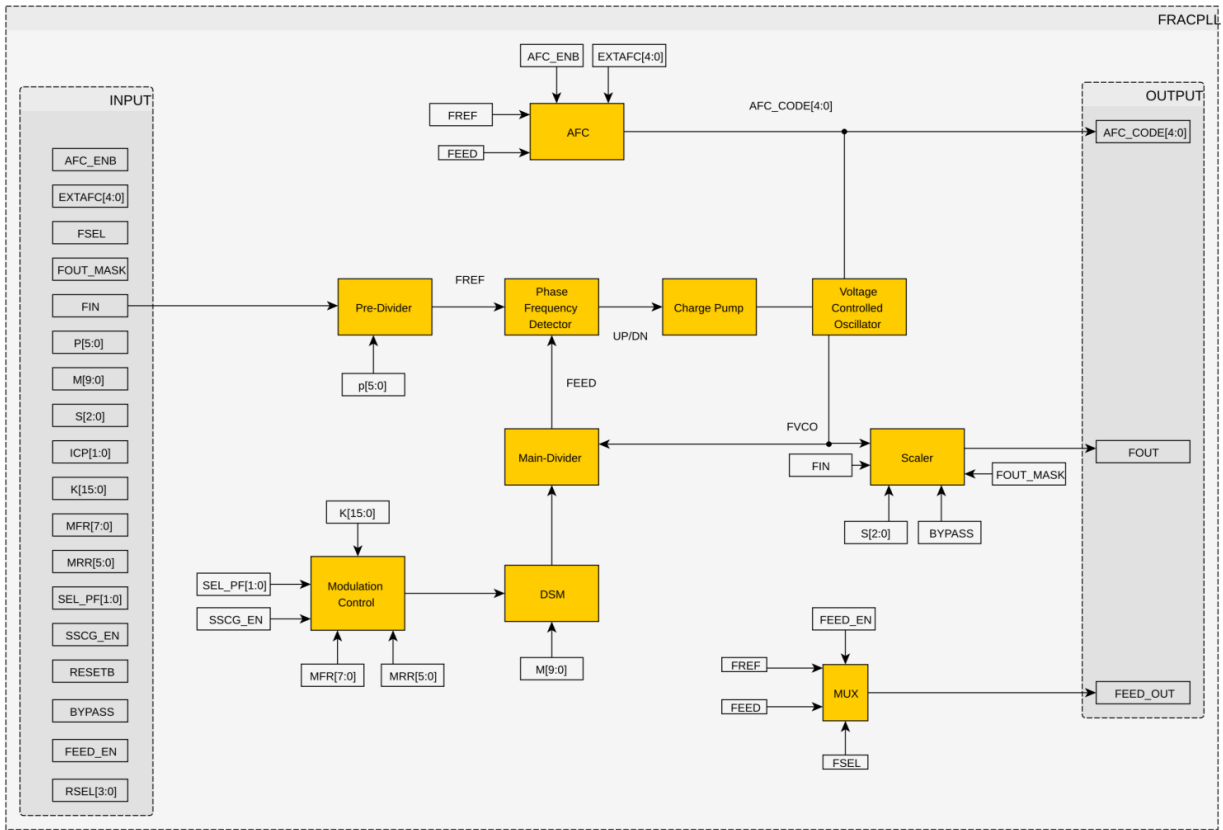 FRACPLL
INPUT
AFC_ENB
EXTAFC[4:0]
FSEL
FOUT_MASK
FIN
P[5:0]
M[9:0]
S[2:0]
ICP[1:0]
K[15:0]
MFR[7:0]
MRR[5:0]
SEL_PF[1:0]
SSCG_EN
RESETB
BYPASS
FEED_EN
RSEL[3:0]
AFC_ENB
EXTAFC[4:0]
FREF
FEED
AFC
AFC_CODE[4:0]
OUTPUT
AFC_CODE[4:0]
Pre-Divider
p[5:0]
FREF
Phase
Frequency
Detector
UP/DN
Charge Pump
Voltage
Controlled
Oscillator
FEED
FVCO
Main-Divider
FIN
Scaler
FOUT_MASK
S[2:0]
BYPASS
FOUT
K[15:0]
SEL_PF[1:0]
SSCG_EN
Modulation
Control
MFR[7:0]
MRR[5:0]
DSM
M[9:0]
FEED_EN
FREF
FEED
MUX
FSEL
FEED_OUT